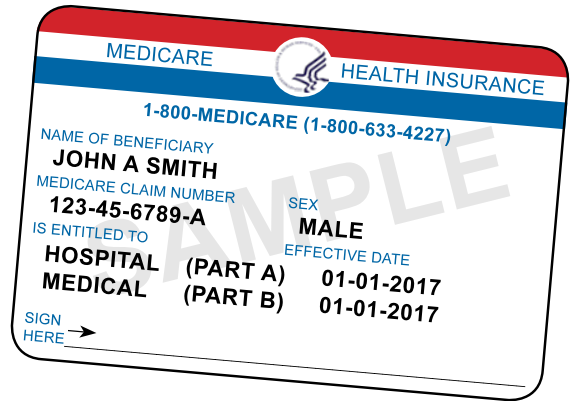 MEDICARE HEALTH INSURANCE
1-800-MEDICARE (1-800-633-4227)
NAME OF BENEFICIARY
JOHN A SMITH
MEDICARE CLAIM NUMBER SEX
123-45-6789-A MALE
IS ENTITLED TO EFFECTIVE DATE
HOSPITAL (PART A) 01-01-2017
MEDICAL (PART B) 01-01-2017
SIGN
HERE
SAMPLE